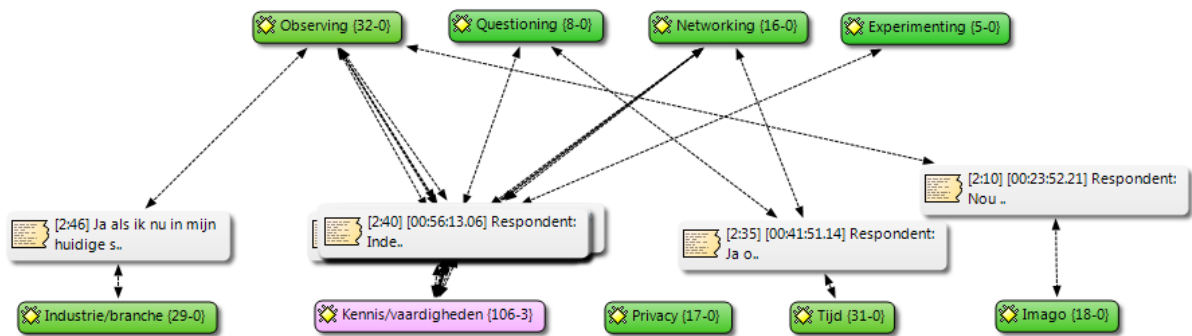 Observing {32-0}
Questioning {8-0}
Networking {16-0}
Experimenting {5-0}
[2:10] [00:23:52.21] Respondent:
Nou ..
[2:46] Ja als ik nu in mijn
huidige s..
[2:40] [00:56:13.06] Respondent:
Inde..
[2:35] [00:41:51.14] Respondent:
Ja o..
Industrie/branche {29-0}
Kennis/vaardigheden {106-3}
Privacy {17-0}
Tijd {31-0}
Imago {18-0}